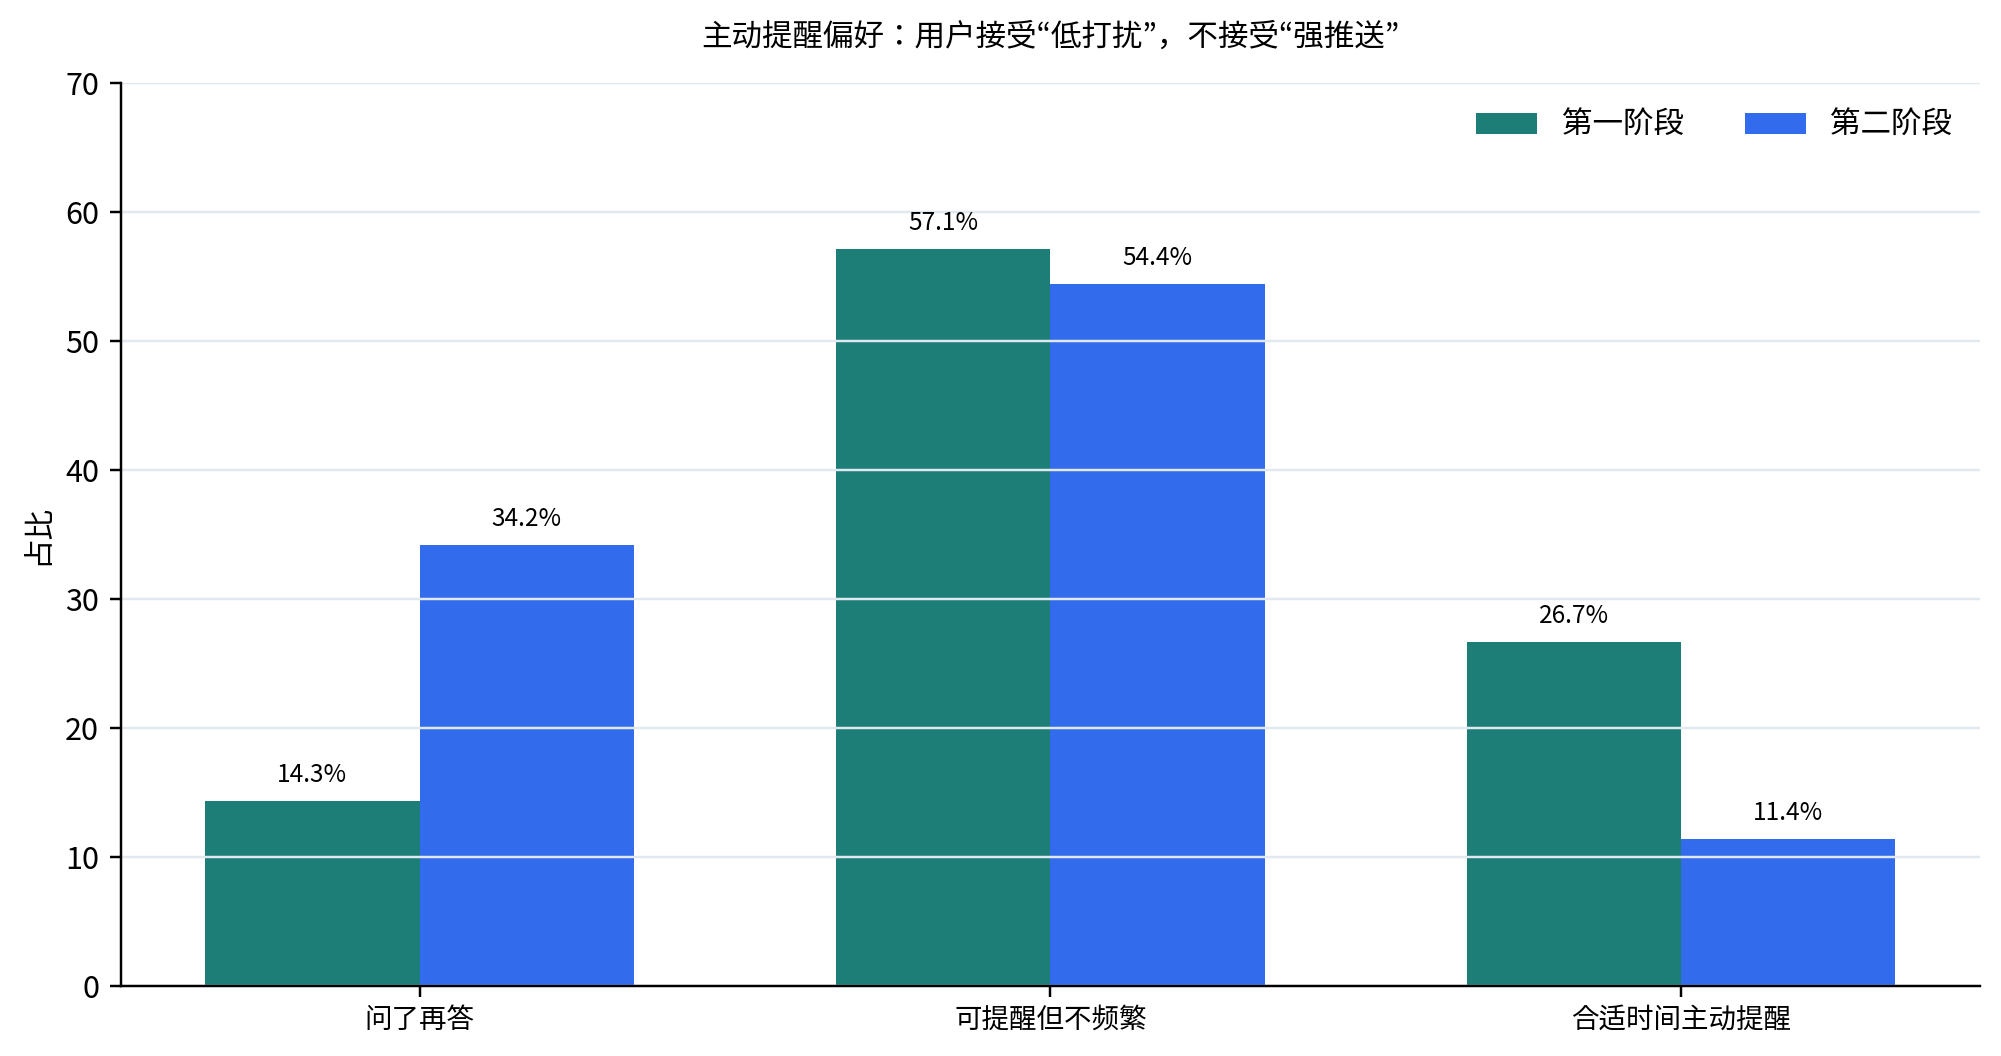 主动提醒偏好：用户接受“低打扰”，不接受“强推送”
第一阶段 第二阶段
占比
70
60
50
40
30
20
10
0
14.3%
34.2%
57.1%
54.4%
26.7%
11.4%
问了再答
可提醒但不频繁
合适时间主动提醒